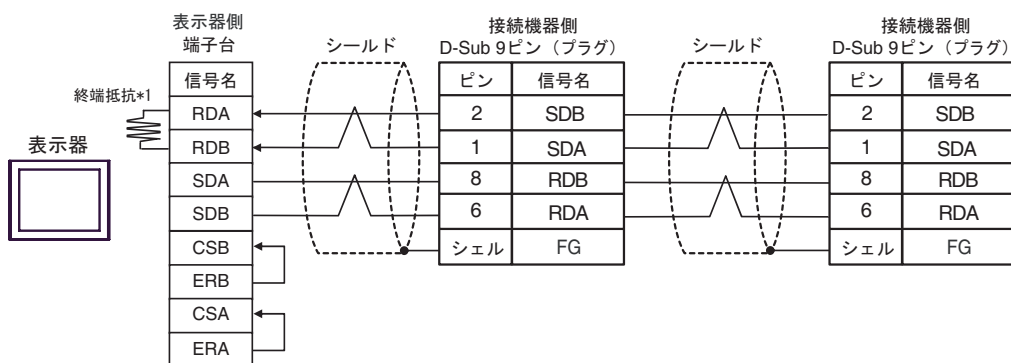 表示器側
端子台
シールド
接続機器側
D-Sub 9ピン（プラグ）
シールド
接続機器側
D-Sub 9ピン（プラグ）
終端抵抗*1
表示器
信号名
RDA
RDB
SDA
SDB
CSB
ERB
CSA
ERA
ピン 信号名
2 SDB
1 SDA
8 RDB
6 RDA
シェル FG
ピン 信号名
2 SDB
1 SDA
8 RDB
6 RDA
シェル FG